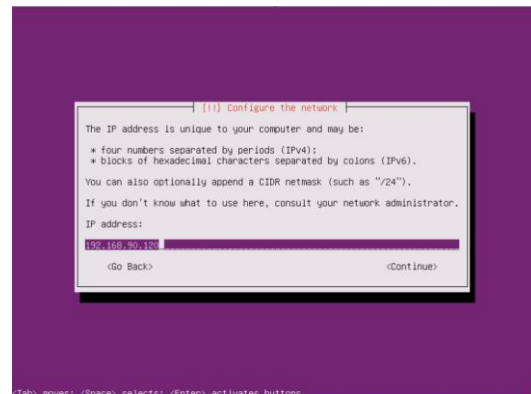 [!!] Configure the network
The IP address is unique to your computer and may be:
* four numbers separated by periods (IPv4);
* blocks of hexadecimal characters separated by colons (IPv6).
You can also optionally append a CIDR netmask (such as "/24").
If you don't know what to use here, consult your network administrator.
IP address:
192.168.90.120
<Go Back> <Continue>
<Tab> moves; <Space> selects; <Enter> activates buttons